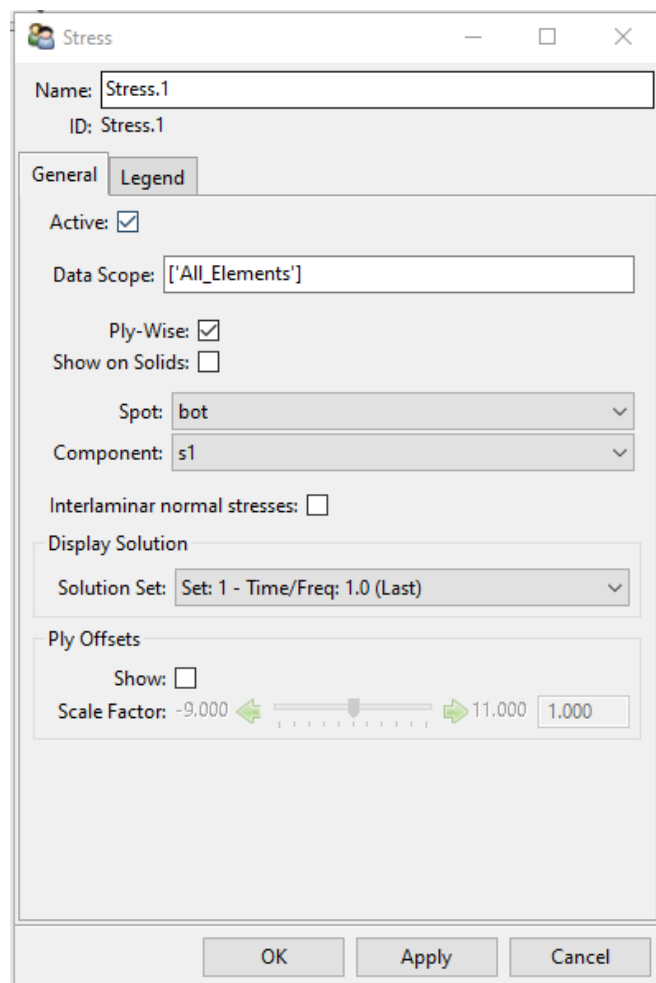 Stress
Name: Stress.1
ID: Stress.1
General Legend
Active:
Data Scope: ['All_Elements']
Ply-Wise:
Show on Solids:
Spot: bot
Component: s1
Interlaminar normal stresses:
Display Solution
Solution Set: Set: 1 - Time/Freq: 1.0 (Last)
Ply Offsets
Show:
Scale Factor: -9.000 11.000 1.000
OK Apply Cancel